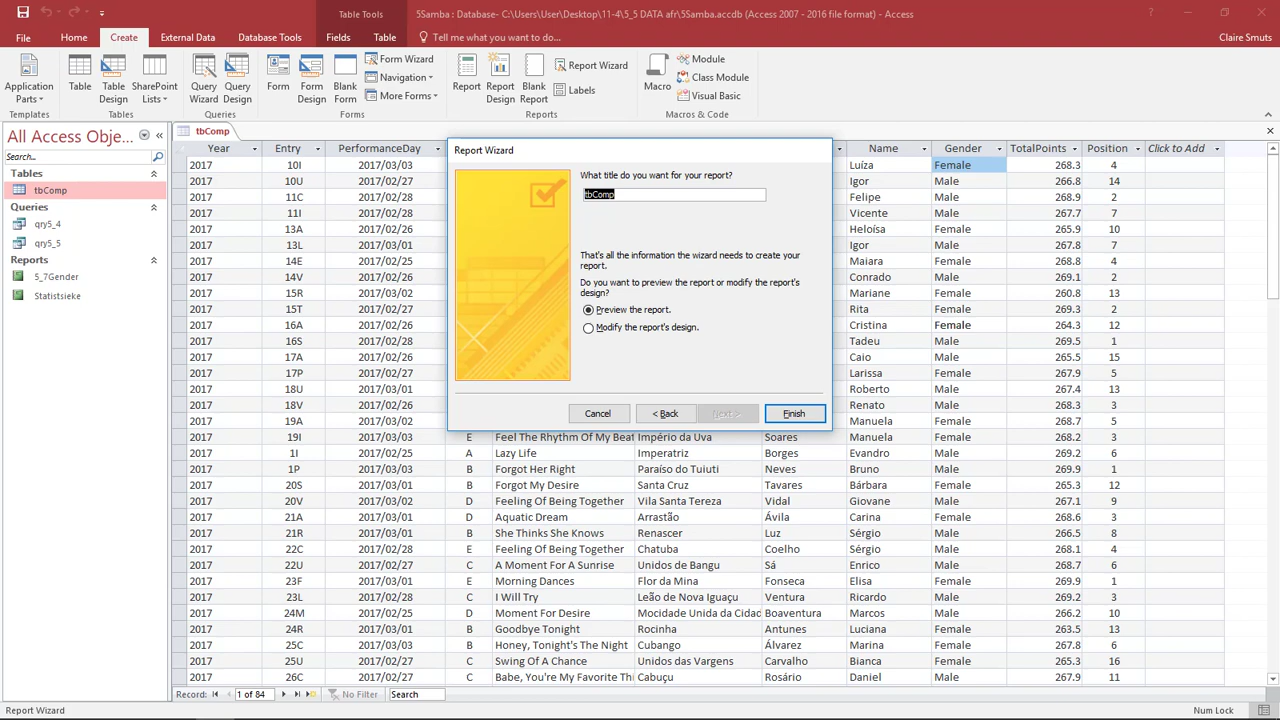 Table Tools
5Samba : Database- C:\Users\User\Desktop\11-4\5_5 DATA afr\5Samba.accdb (Access 2007 - 2016 file format) - Access
File Home Create External Data Database Tools Fields Table Tell me what you want to do... Claire Smuts
Application Parts Table Table Design SharePoint Lists Query Wizard Query Design Form Form Design Blank Form Form Wizard Navigation More Forms Report Report Design Blank Report Report Wizard Labels Macro Module Class Module Visual Basic
Templates Tables Queries Forms Reports Macros & Code
All Access Obje...
Search...
Tables
tbComp
Queries
qry5_4
qry5_5
Reports
5_7Gender
Statistsieke
tbComp
Year Entry PerformanceDay Name Gender TotalPoints Position Click to Add
2017 10I 2017/03/03 Luíza Female 268.3 4
2017 10U 2017/02/27 Igor Male 266.8 14
2017 11C 2017/02/28 Felipe Male 268.9 2
2017 11I 2017/02/28 Vicente Male 267.7 7
2017 13A 2017/02/26 Heloísa Female 265.9 10
2017 13L 2017/03/01 Igor Male 265.4 7
2017 14E 2017/02/25 Maiara Female 268.8 4
2017 14V 2017/02/26 Conrado Male 269.1 2
2017 15R 2017/02/26 Mariane Female 260.8 13
2017 15T 2017/02/27 Rita Female 269.3 1
2017 16A 2017/02/26 Cristina Female 264.3 12
2017 16S 2017/02/28 Tadeu Male 269.5 1
2017 17A 2017/02/26 Caio Male 265.5 15
2017 17P 2017/02/27 Larissa Female 267.9 5
2017 18U 2017/03/01 Roberto Male 267.4 13
2017 18V 2017/02/26 Renato Male 268.3 3
2017 19A 2017/02/27 Manuela Female 268.7 5
2017 19I 2017/03/01 E Feel The Rhythm Of My Beat Império da Uva Soares Manuela Female 268.2 3
2017 1I 2017/02/25 A Lazy Life Imperatriz Borges Evandro Male 269.2 6
2017 1P 2017/03/01 B Forgot Her Right Paraíso do Tuiuti Neves Bruno Male 269.9 1
2017 20S 2017/02/27 B Forgot My Desire Santa Cruz Tavares Bárbara Female 265.3 12
2017 20V 2017/02/27 D Feeling Of Being Together Vila Santa Tereza Vidal Giovane Male 267.1 9
2017 21A 2017/03/01 D Aquatic Dream Arrastão Ávila Carina Female 268.6 3
2017 21R 2017/03/01 B She Thinks She Knows Renascer Luz Sérgio Male 266.5 8
2017 22C 2017/02/28 E Feeling Of Being Together Chatuba Coelho Sérgio Male 268.1 4
2017 22U 2017/02/28 C A Moment For A Sunrise Unidos de Bangu Sá Enrico Male 268.7 6
2017 23F 2017/03/01 E Morning Dances Flor da Mina Fonseca Elisa Female 269.9 1
2017 23L 2017/02/28 C I Will Try Leão de Nova Iguaçu Ventura Ricardo Male 269.2 3
2017 24M 2017/02/25 D Moment For Desire Mocidade Unida da Cidad Boaventura Marcos Male 266.2 10
2017 24R 2017/03/01 B Goodbye Tonight Rocinha Antunes Luciana Female 263.5 13
2017 25C 2017/03/01 B Honey, Tonight's The Night Cubango Álvarez Marina Female 267.8 6
2017 25U 2017/02/27 C Swing Of A Chance Unidos das Vargens Carvalho Bianca Female 265.3 16
2017 26C 2017/02/28 C Babe, You're My Favorite Thi Cabuçu Rosário Daniel Male 269.9 1
Report Wizard
What title do you want for your report?
tbComp
That's all the information the wizard needs to create your
report.
Do you want to preview the report or modify the report's
design?
Preview the report.
Modify the report's design.
Cancel < Back Next > Finish
Record: 1 of 84 No Filter Search
Report Wizard Num Lock